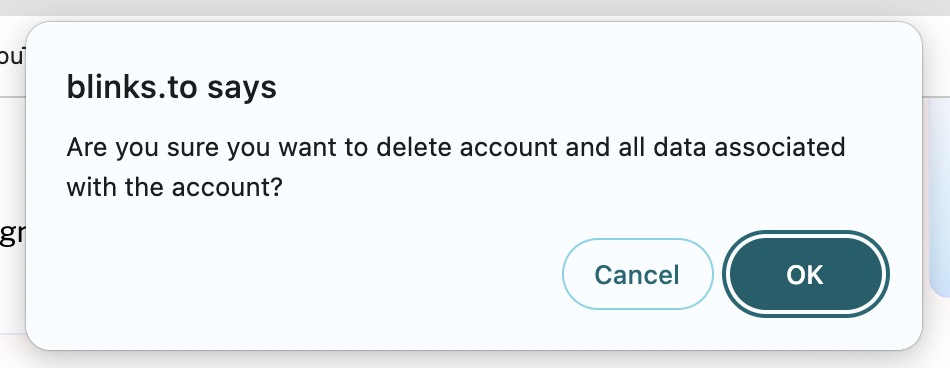 blinks.to says
Are you sure you want to delete account and all data associated
with the account?
Cancel
OK